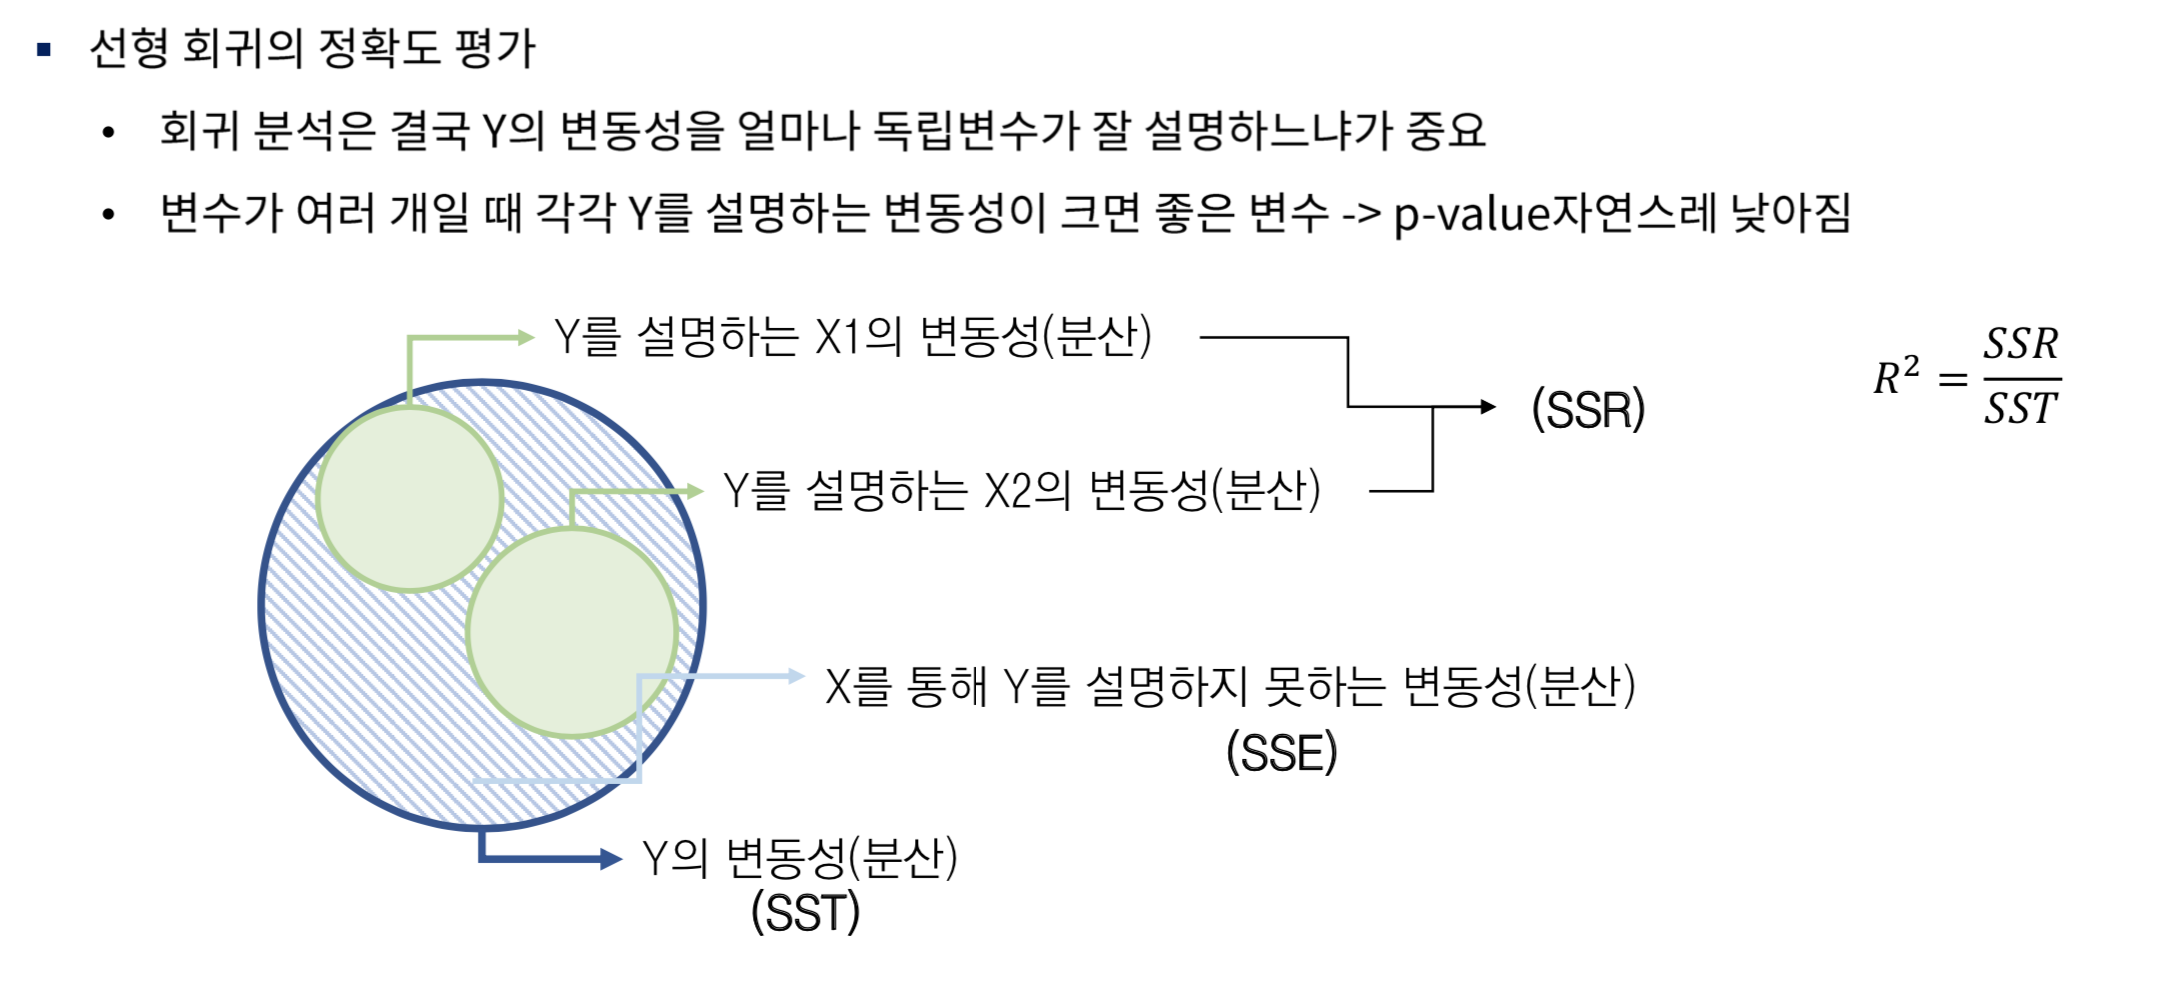 ▪ 선형 회귀의 정확도 평가
• 회귀 분석은 결국 Y의 변동성을 얼마나 독립변수가 잘 설명하느냐가 중요
• 변수가 여러 개일 때 각각 Y를 설명하는 변동성이 크면 좋은 변수 -> p-value자연스레 낮아짐
Y를 설명하는 X1의 변동성(분산)
(SSR)
R² = SSR/SST
Y를 설명하는 X2의 변동성(분산)
X를 통해 Y를 설명하지 못하는 변동성(분산)
(SSE)
Y의 변동성(분산)
(SST)